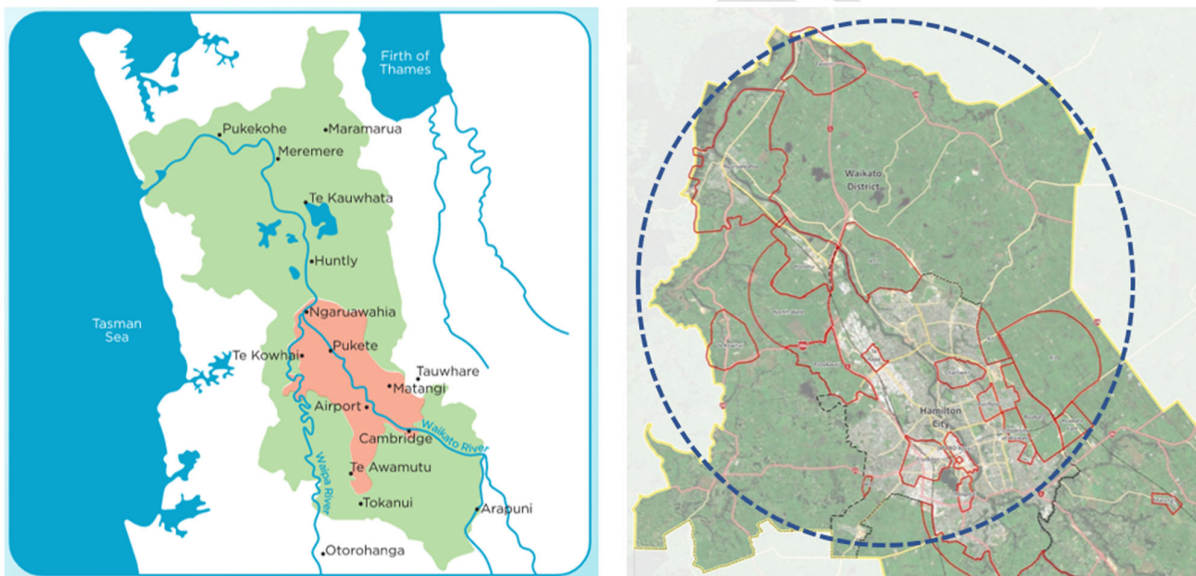 Firth of
Thames
Pukekohe
Maramarua
Meremere
Te Kauwhata
Huntly
Ngaruawahia
Tasman
Sea
Pukete
Te Kowhai
Tauwhare
Matangi
Airport
Cambridge
Waikato River
Te Awamutu
Waipa River
Tokanui
Arapuni
Otorohanga
Waikato
District
Hamilton
City